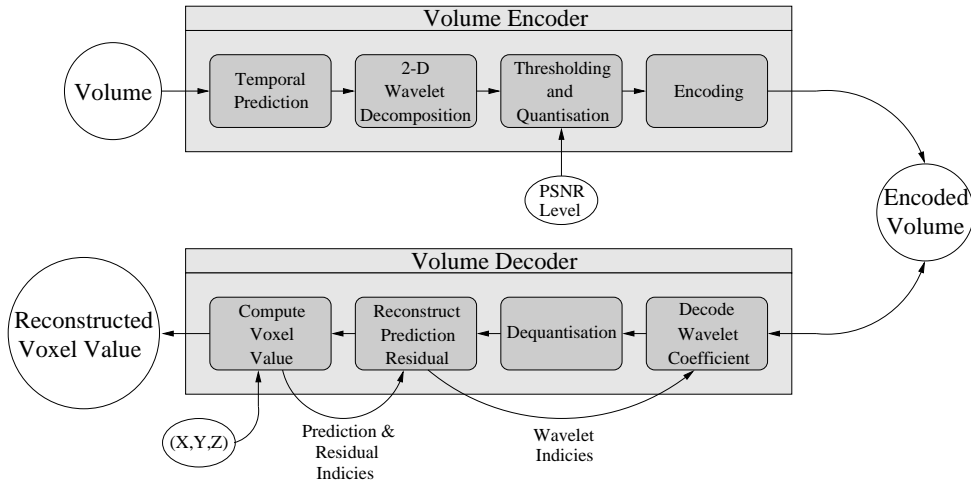 Volume Encoder
Volume
Temporal
Prediction
2-D
Wavelet
Decomposition
Thresholding
and
Quantisation
Encoding
PSNR
Level
Encoded
Volume
Volume Decoder
Reconstructed
Voxel Value
Compute
Voxel
Value
Reconstruct
Prediction
Residual
Dequantisation
Decode
Wavelet
Coefficient
(X,Y,Z)
Prediction &
Residual
Indicies
Wavelet
Indicies